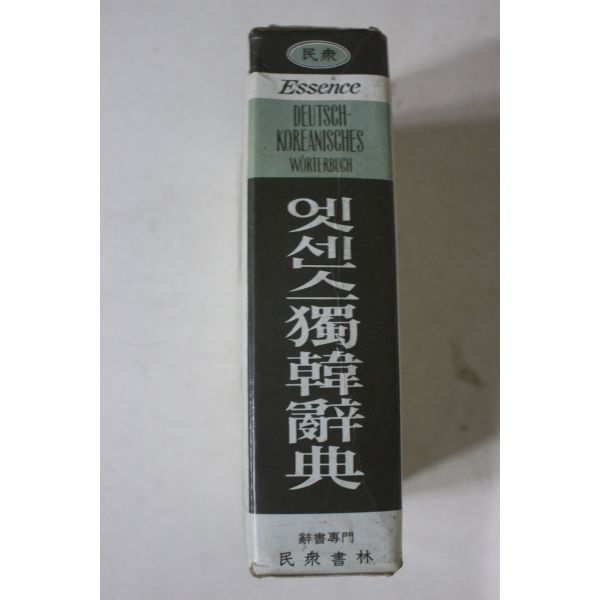 民衆
Essence
DEUTSCH-
KOREANISCHES
WÖRTERBUCH
엣센스獨韓辭典
辭書專門
民衆書林